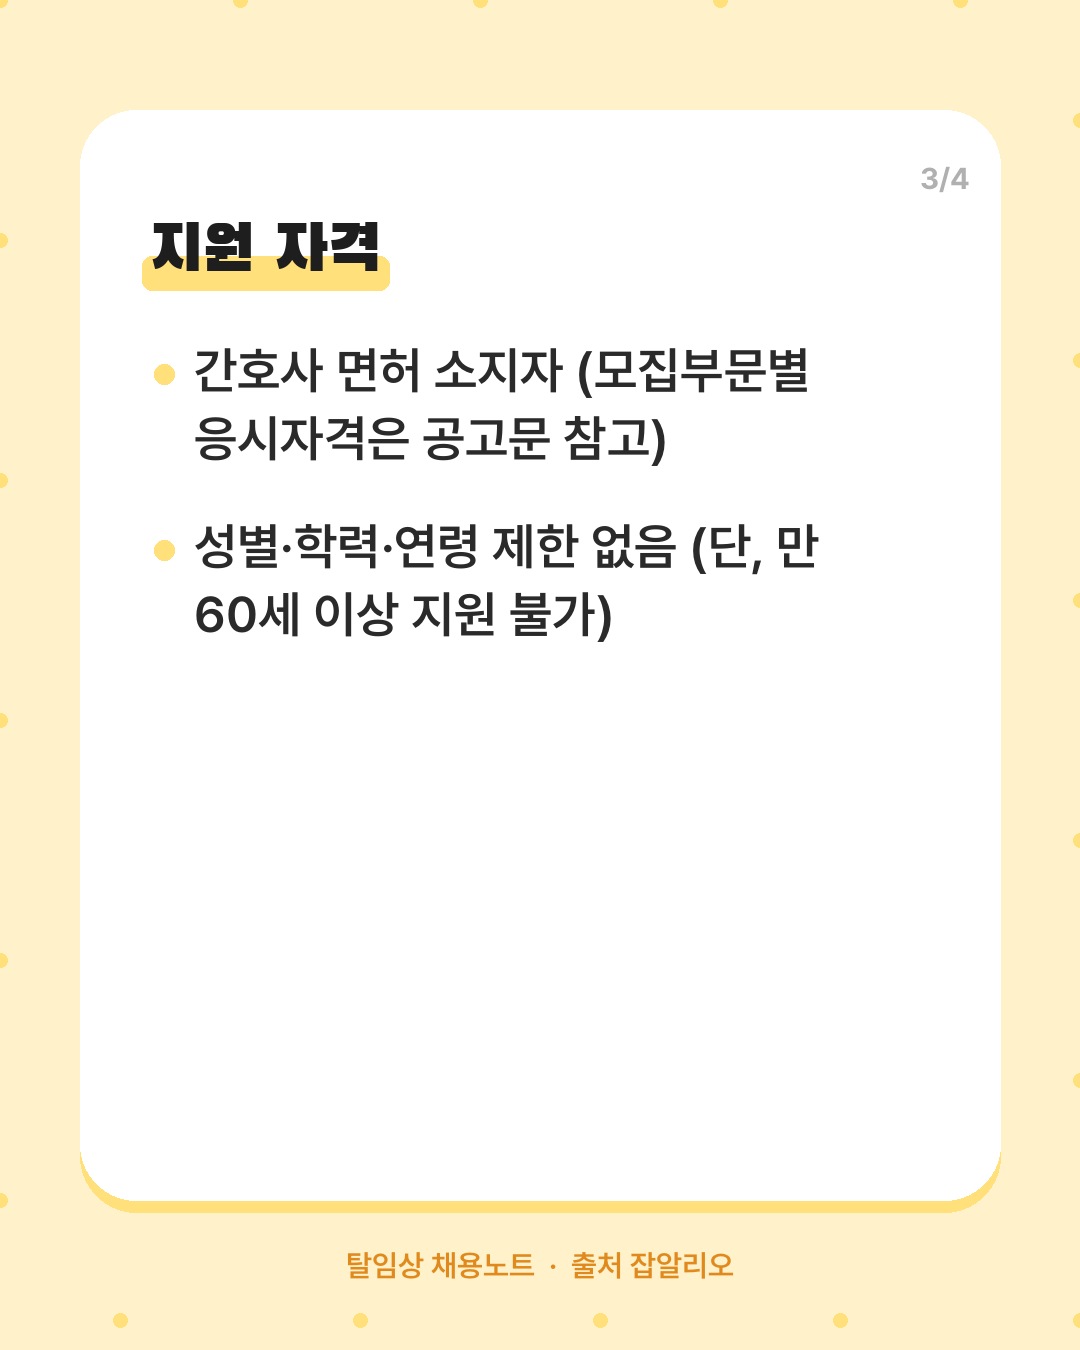 3/4
지원 자격
간호사 면허 소지자 (모집부문별
응시자격은 공고문 참고)
성별·학력·연령 제한 없음 (단, 만
60세 이상 지원 불가)
탈임상 채용노트 · 출처 잡알리오